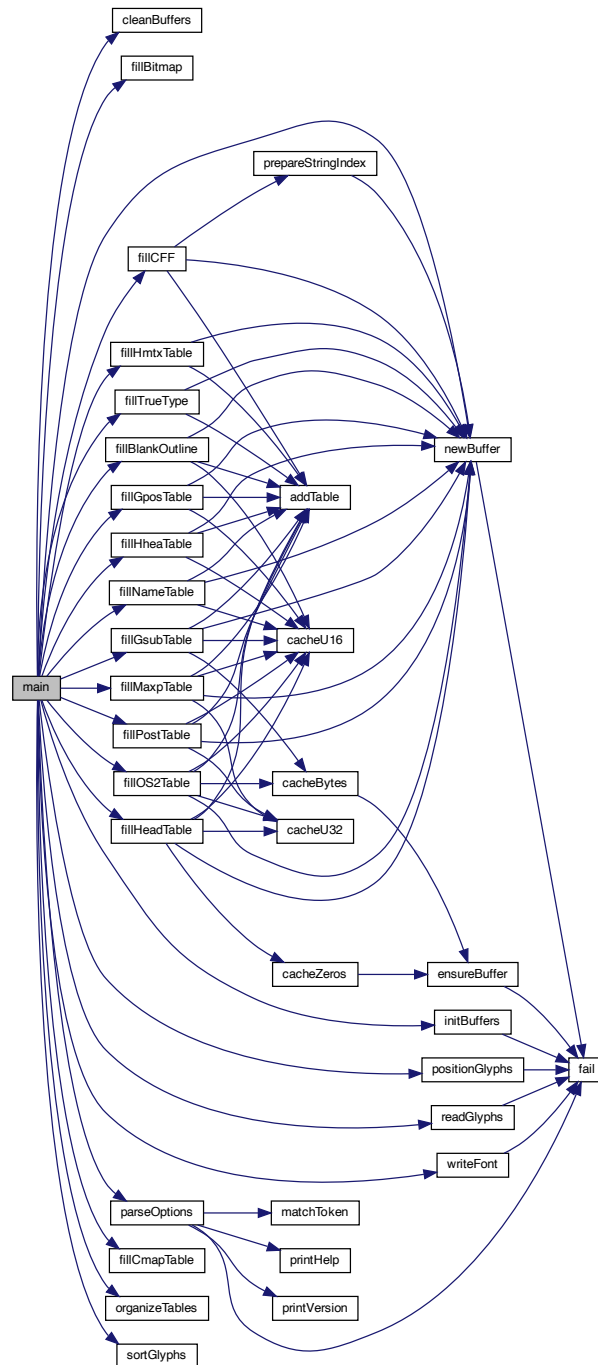 cleanBuffers
fillBitmap
prepareStringIndex
fillCFF
fillHmtxTable
fillTrueType
fillBlankOutline
newBuffer
fillGposTable
addTable
fillHheaTable
fillNameTable
fillGsubTable
cacheU16
main
fillMaxpTable
fillPostTable
fillOS2Table
cacheBytes
fillHeadTable
cacheU32
cacheZeros
ensureBuffer
initBuffers
positionGlyphs
fail
readGlyphs
writeFont
parseOptions
matchToken
fillCmapTable
printHelp
organizeTables
printVersion
sortGlyphs